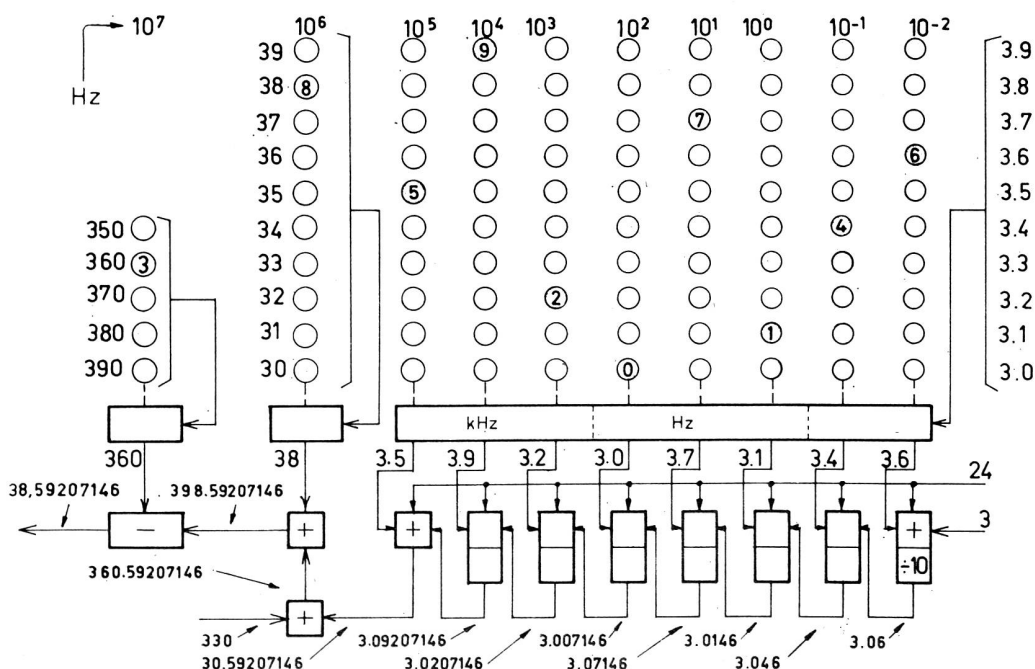 10⁷ 10⁶ 10⁵ 10⁴ 10³ 10² 10¹ 10⁰ 10⁻¹ 10⁻²
Hz
39 9 3.9
38 8 3.8
37 7 3.7
36 6 3.6
35 5 3.5
350 34 4 3.4
360 3 33 3.3
370 32 2 3.2
380 31 1 3.1
390 30 0 3.0
kHz Hz
360 38 3.5 3.9 3.2 3.0 3.7 3.1 3.4 3.6 24
38,59207146 398.59207146
− + + + 3
÷10
360.59207146
+
330 3.09207146 3.007146 3.0146 3.06
30.59207146 3.0207146 3.07146 3.046